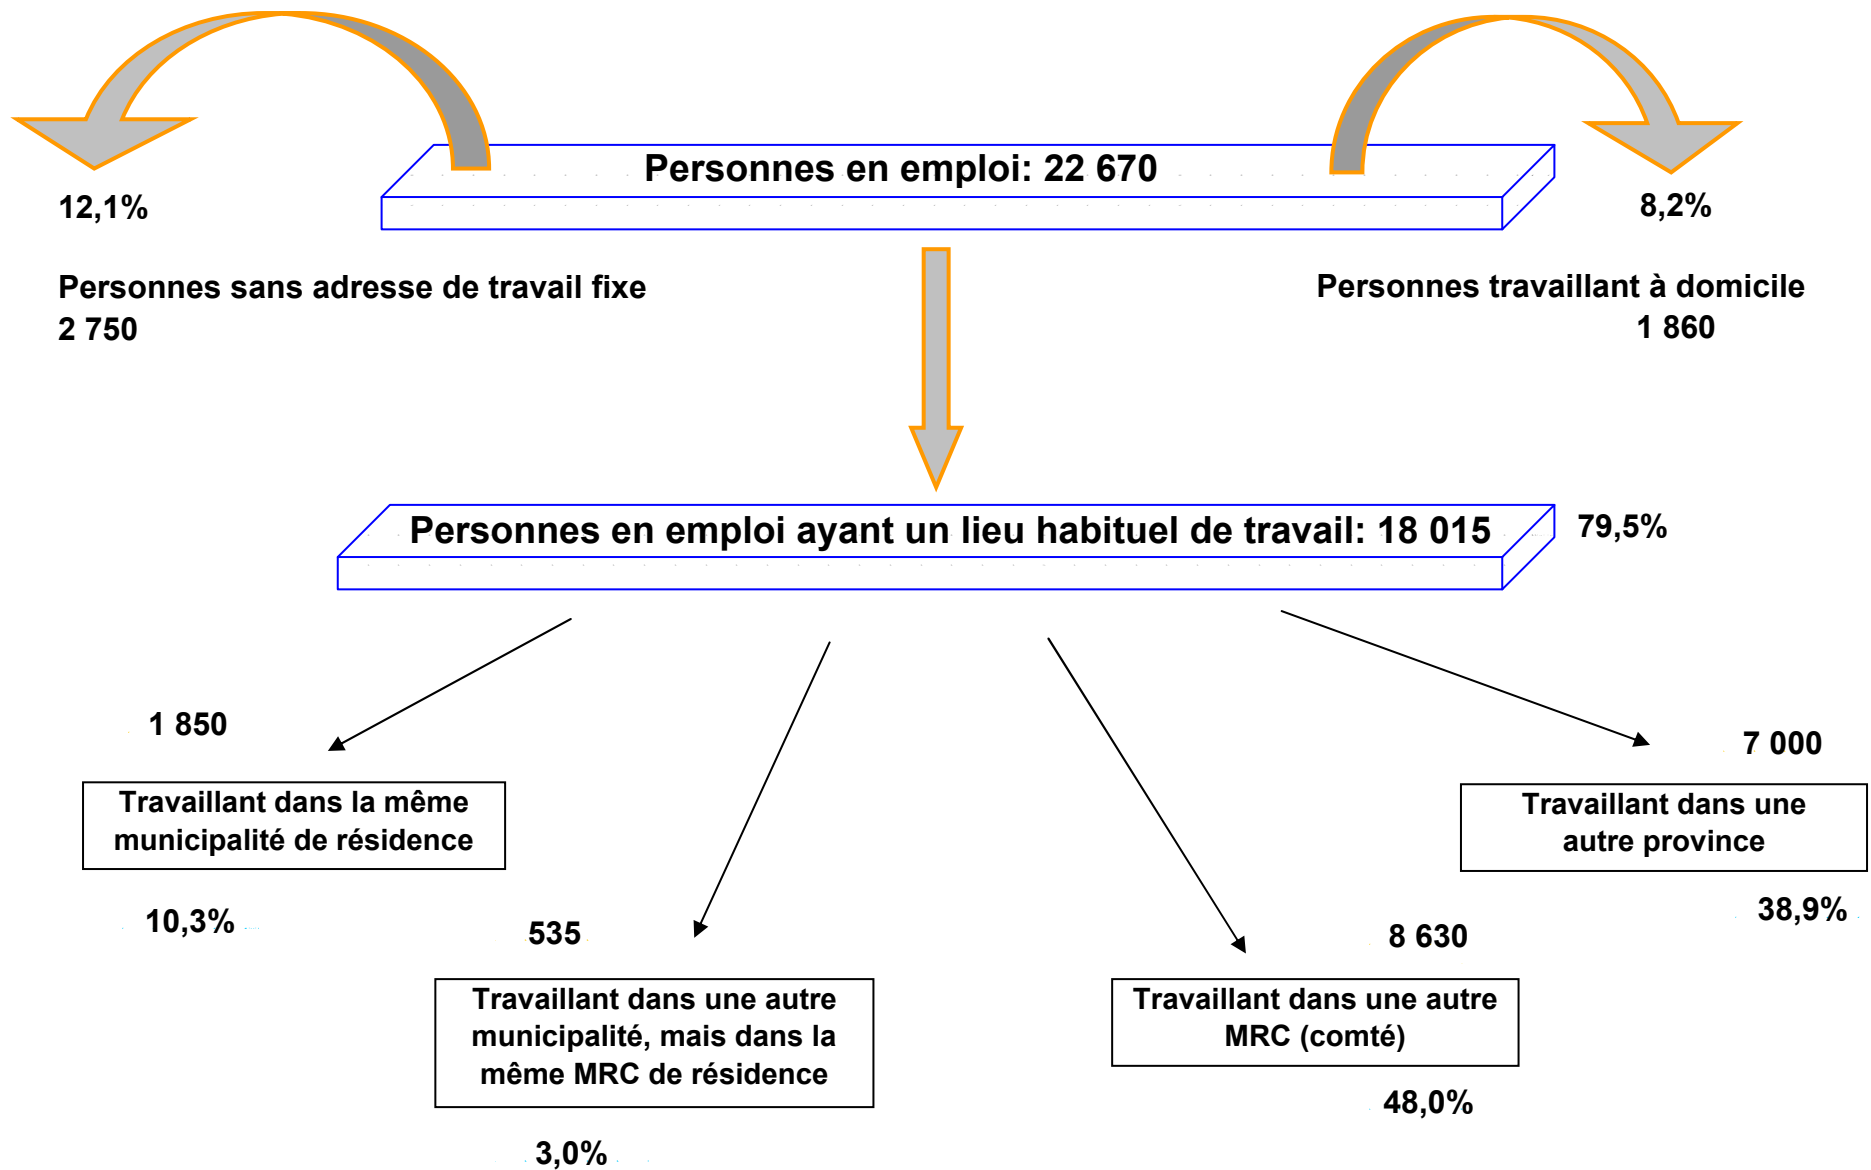 Personnes en emploi: 22 670
12,1%
8,2%
Personnes sans adresse de travail fixe
2 750
Personnes travaillant à domicile
1 860
Personnes en emploi ayant un lieu habituel de travail: 18 015
79,5%
1 850
Travaillant dans la même
municipalité de résidence
10,3%
535
Travaillant dans une autre
municipalité, mais dans la
même MRC de résidence
3,0%
8 630
Travaillant dans une autre
MRC (comté)
48,0%
7 000
Travaillant dans une
autre province
38,9%